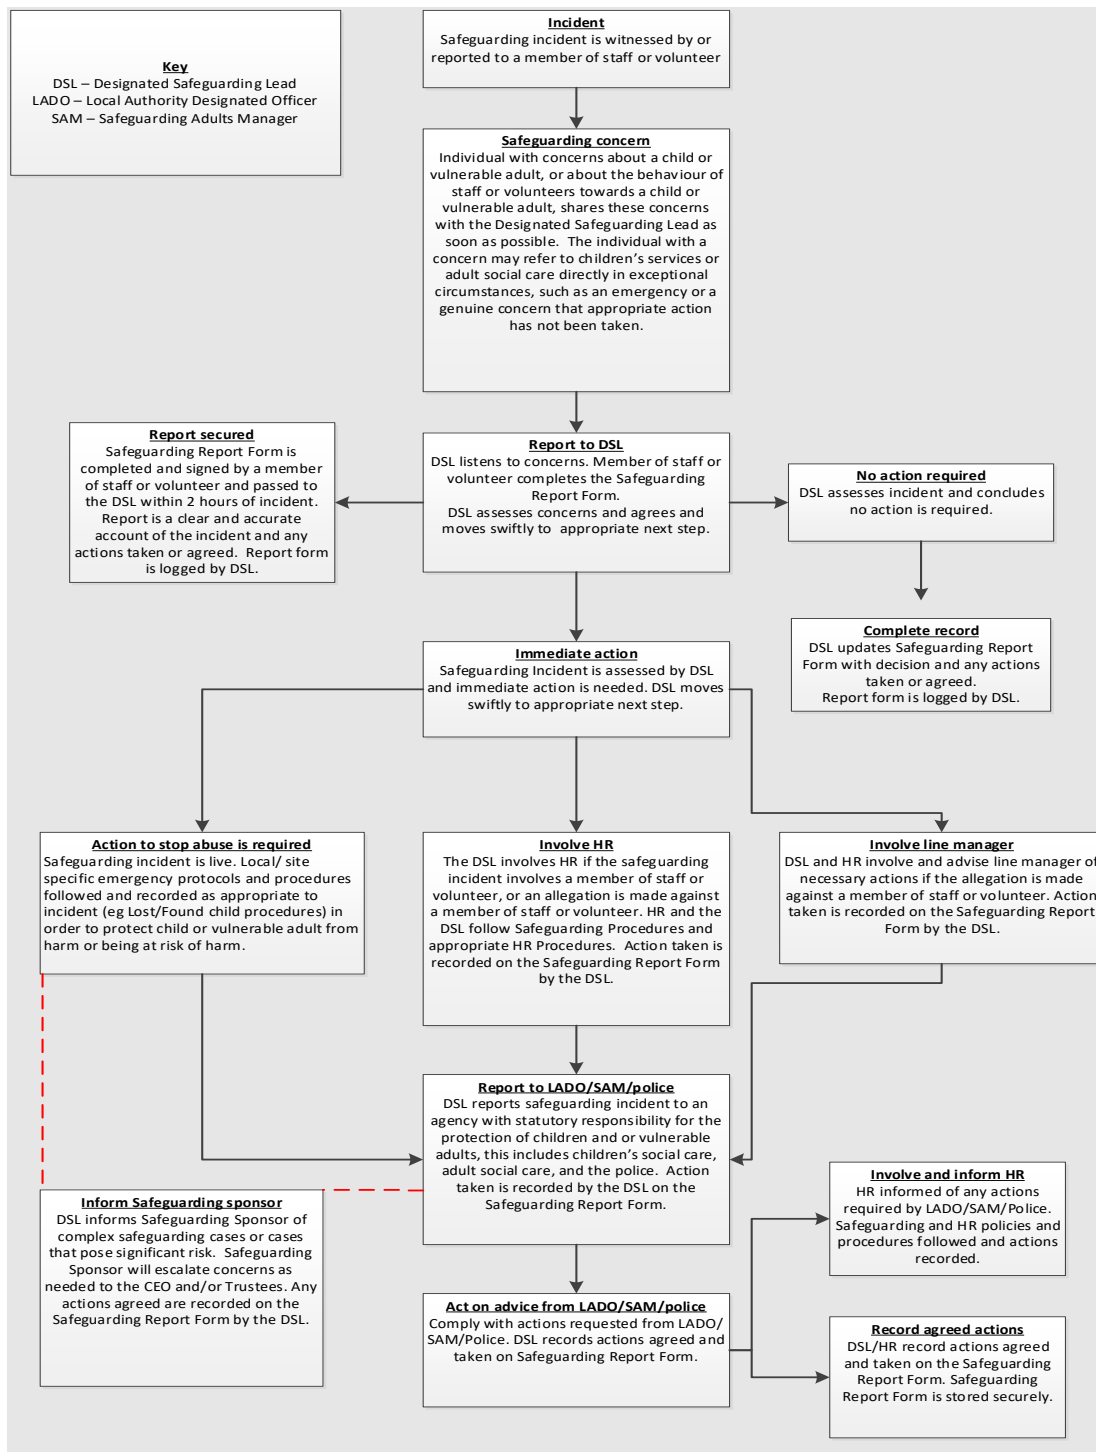 Key
DSL – Designated Safeguarding Lead
LADO – Local Authority Designated Officer
SAM – Safeguarding Adults Manager
Incident
Safeguarding incident is witnessed by or
reported to a member of staff or volunteer
Safeguarding concern
Individual with concerns about a child or
vulnerable adult, or about the behaviour of
staff or volunteers towards a child or
vulnerable adult, shares these concerns
with the Designated Safeguarding Lead as
soon as possible. The individual with a
concern may refer to children's services or
adult social care directly in exceptional
circumstances, such as an emergency or a
genuine concern that appropriate action
has not been taken.
Report secured
Safeguarding Report Form is
completed and signed by a member
of staff or volunteer and passed to
the DSL within 2 hours of incident.
Report is a clear and accurate
account of the incident and any
actions taken or agreed. Report form
is logged by DSL.
Report to DSL
DSL listens to concerns. Member of staff or
volunteer completes the Safeguarding
Report Form.
DSL assesses concerns and agrees and
moves swiftly to appropriate next step.
No action required
DSL assesses incident and concludes
no action is required.
Complete record
DSL updates Safeguarding Report
Form with decision and any actions
taken or agreed.
Report form is logged by DSL.
Immediate action
Safeguarding Incident is assessed by DSL
and immediate action is needed. DSL moves
swiftly to appropriate next step.
Action to stop abuse is required
Safeguarding incident is live. Local/ site
specific emergency protocols and procedures
followed and recorded as appropriate to
incident (eg Lost/Found child procedures) in
order to protect child or vulnerable adult from
harm or being at risk of harm.
Involve HR
The DSL involves HR if the safeguarding
incident involves a member of staff or
volunteer, or an allegation is made against
a member of staff or volunteer. HR and the
DSL follow Safeguarding Procedures and
appropriate HR Procedures. Action taken is
recorded on the Safeguarding Report Form
by the DSL.
Involve line manager
DSL and HR involve and advise line manager of
necessary actions if the allegation is made
against a member of staff or volunteer. Action
taken is recorded on the Safeguarding Report
Form by the DSL.
Report to LADO/SAM/police
DSL reports safeguarding incident to an
agency with statutory responsibility for the
protection of children and or vulnerable
adults, this includes children's social care,
adult social care, and the police. Action
taken is recorded by the DSL on the
Safeguarding Report Form.
Inform Safeguarding sponsor
DSL informs Safeguarding Sponsor of
complex safeguarding cases or cases
that pose significant risk. Safeguarding
Sponsor will escalate concerns as
needed to the CEO and/or Trustees. Any
actions agreed are recorded on the
Safeguarding Report Form by the DSL.
Act on advice from LADO/SAM/police
Comply with actions requested from LADO/
SAM/Police. DSL records actions agreed and
taken on Safeguarding Report Form.
Involve and inform HR
HR informed of any actions
required by LADO/SAM/Police.
Safeguarding and HR policies and
procedures followed and actions
recorded.
Record agreed actions
DSL/HR record actions agreed
and taken on the Safeguarding
Report Form. Safeguarding
Report Form is stored securely.